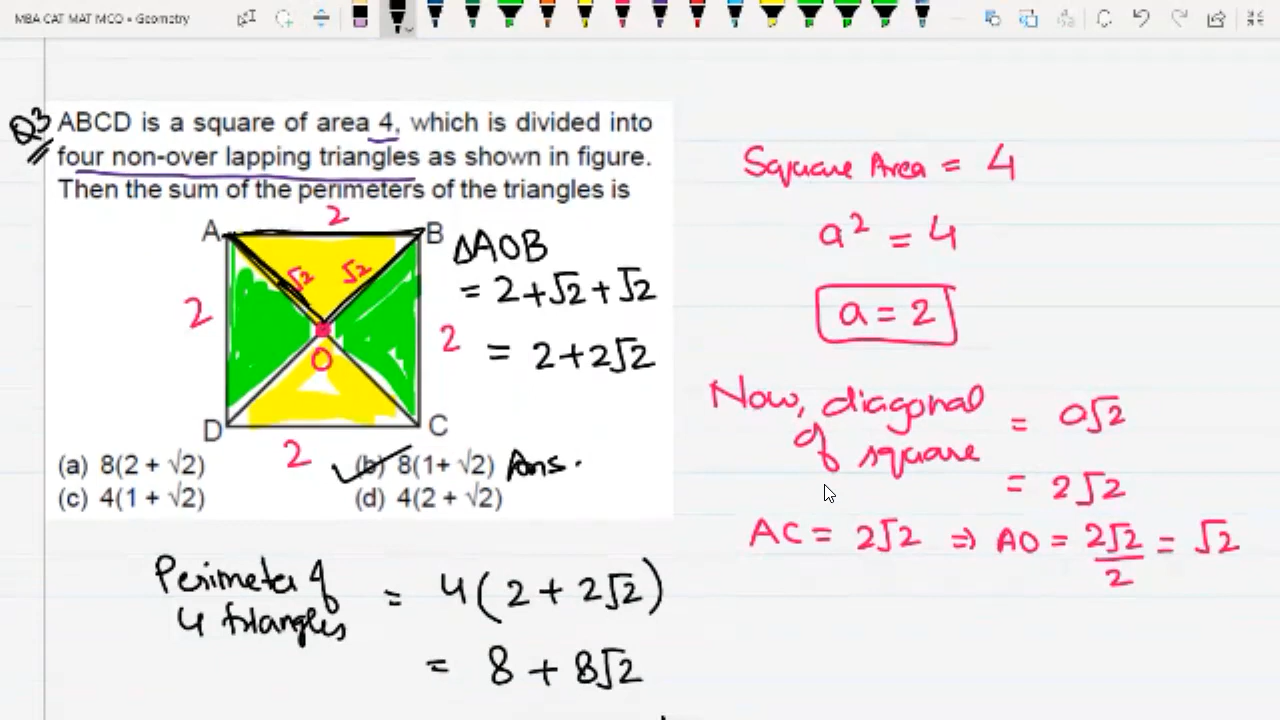 MBA CAT MAT MCQ • Geometry
Q3
ABCD is a square of area 4, which is divided into
four non-over lapping triangles as shown in figure.
Then the sum of the perimeters of the triangles is
2
A
B
√2 √2
2
2
O
D
C
2
ΔAOB
= 2+√2+√2
= 2+2√2
(a) 8(2 + √2)
(b) 8(1+ √2) Ans.
(c) 4(1 + √2)
(d) 4(2 + √2)
Perimeter of
4 triangles
= 4(2+2√2)
= 8 + 8√2
Square Area = 4
a² = 4
a = 2
Now, diagonal
of square
= a√2
= 2√2
AC = 2√2 ⇒ AO = 2√2/2 = √2